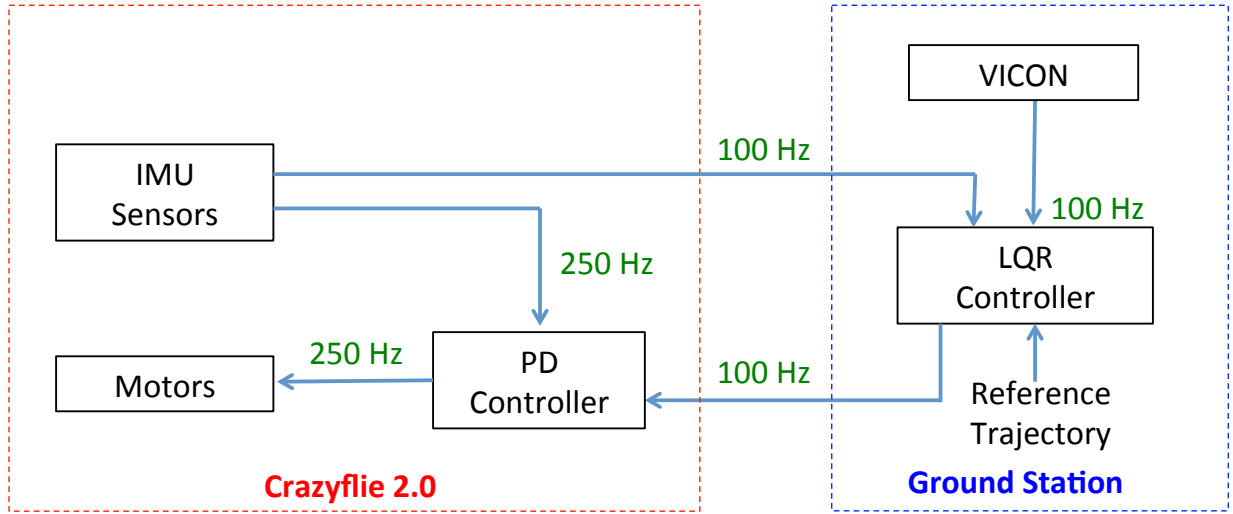 VICON
100 Hz
IMU
Sensors
100 Hz
250 Hz
LQR
Controller
250 Hz
Motors
PD
Controller
100 Hz
Reference
Trajectory
Crazyflie 2.0
Ground Station